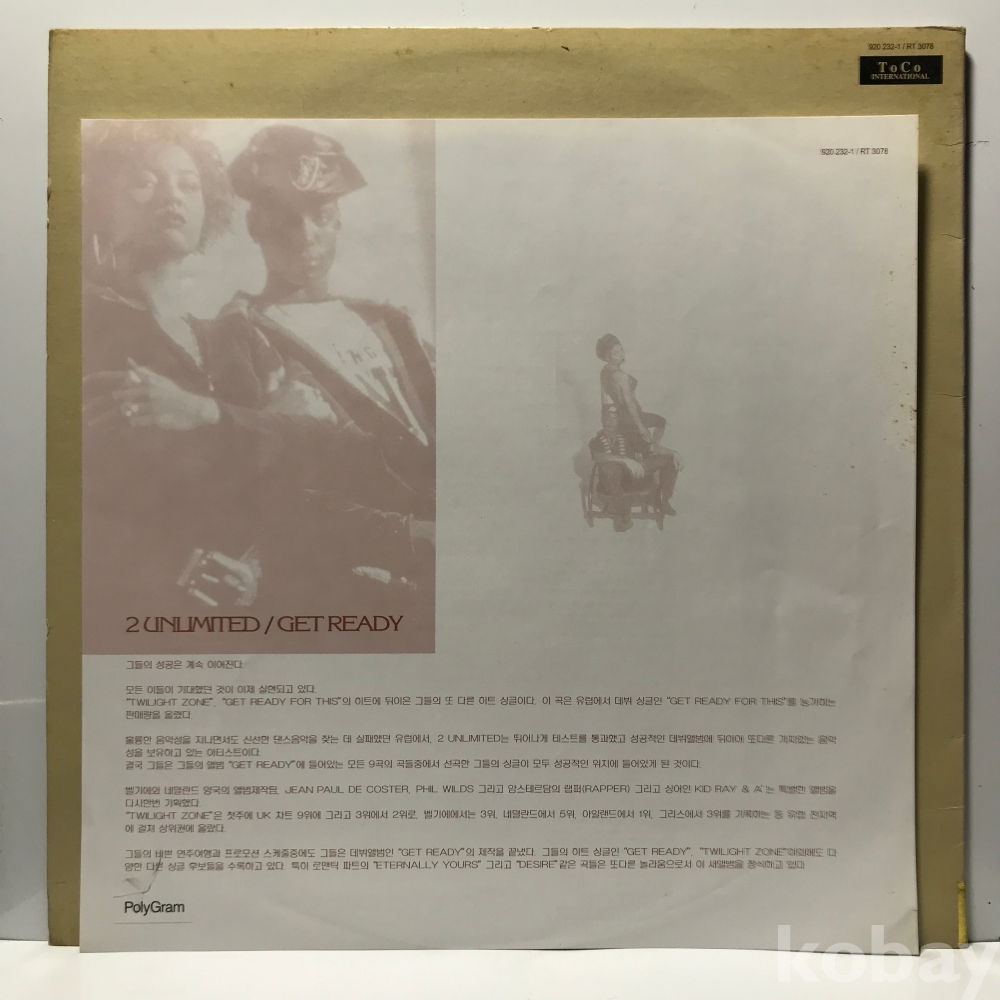 920 232-1 / RT 3078
ToCo
INTERNATIONAL
920 232-1 / RT 3078
2 UNLIMITED / GET READY
그들의 성공은 계속 이어진다.
모든 이들이 기대했던 것이 이제 실현되고 있다.
"TWILIGHT ZONE", "GET READY FOR THIS"의 히트에 뒤이은 그들의 또 다른 히트 싱글이다. 이 곡은 유럽에서 데뷔 싱글인 "GET READY FOR THIS"를 능가하는
판매량을 올렸다.
훌륭한 음악성을 지니면서도 신선한 댄스음악을 찾는 데 실패했던 유럽에서, 2 UNLIMITED는 뛰어나게 테스트를 통과했고 성공적인 데뷔앨범에 뒤이어 또다른 음악
성을 보유하고 있는 아티스트이다.
결국 그들은 그들의 앨범 "GET READY"에 들어있는 모든 9곡의 곡들중에서 선곡한 그들의 싱글이 모두 성공적인 위치에 들어있게 된 것이다.
벨기에와 네덜란드 양국의 앨범제작팀, JEAN PAUL DE COSTER, PHIL WILDS 그리고 암스테르담의 랩퍼(RAPPER) 그리고 싱어인 KID RAY & A"는 특별한 앨범을
다시한번 기획했다.
"TWILIGHT ZONE"은 첫주에 UK 차트 9위에 그리고 3위에서 2위로, 벨기에에서는 3위, 네덜란드에서 5위, 아일랜드에서 1위, 그리스에서 3위를 기록하는 등 유럽 전지역
에 걸쳐 상위권에 올랐다.
그들의 바쁜 연주여행과 프로모션 스케줄중에도 그들은 데뷔앨범인 "GET READY"의 제작을 끝냈다. 그들의 히트 싱글인 "GET READY", "TWILIGHT ZONE"이외에도 다
양한 다른 싱글 후보들을 수록하고 있다. 특히 로맨틱 파트의 "ETERNALLY YOURS" 그리고 "DESIRE"같은 곡들은 또다른 놀라움으로서 이 새앨범을 장식하고 있다.
PolyGram
kobay